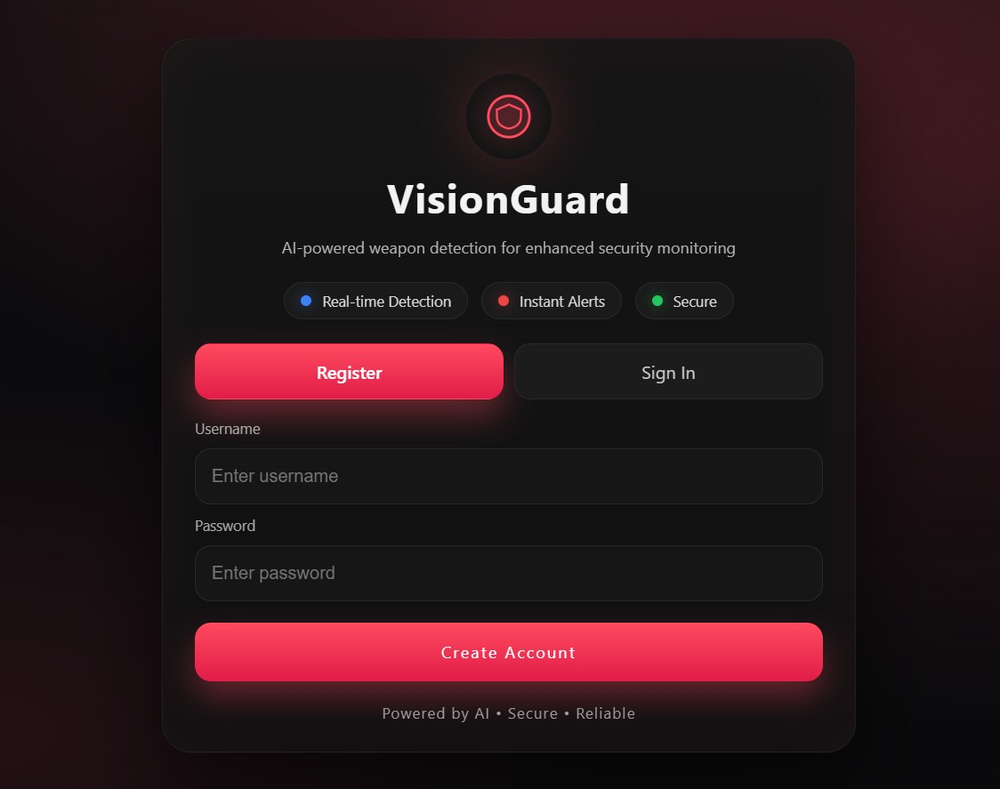 VisionGuard
AI-powered weapon detection for enhanced security monitoring
Real-time Detection
Instant Alerts
Secure
Register
Sign In
Username
Enter username
Password
Enter password
Create Account
Powered by AI • Secure • Reliable